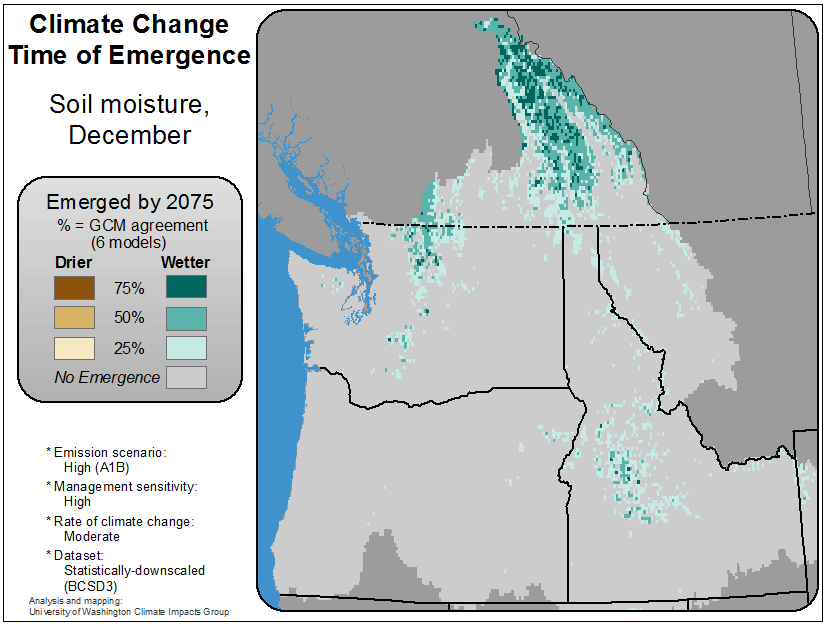 Climate Change
Time of Emergence
Soil moisture,
December
Emerged by 2075
% = GCM agreement
(6 models)
Drier Wetter
75%
50%
25%
No Emergence
* Emission scenario:
High (A1B)
* Management sensitivity:
High
* Rate of climate change:
Moderate
* Dataset:
Statistically-downscaled
(BCSD3)
Analysis and mapping:
University of Washington Climate Impacts Group